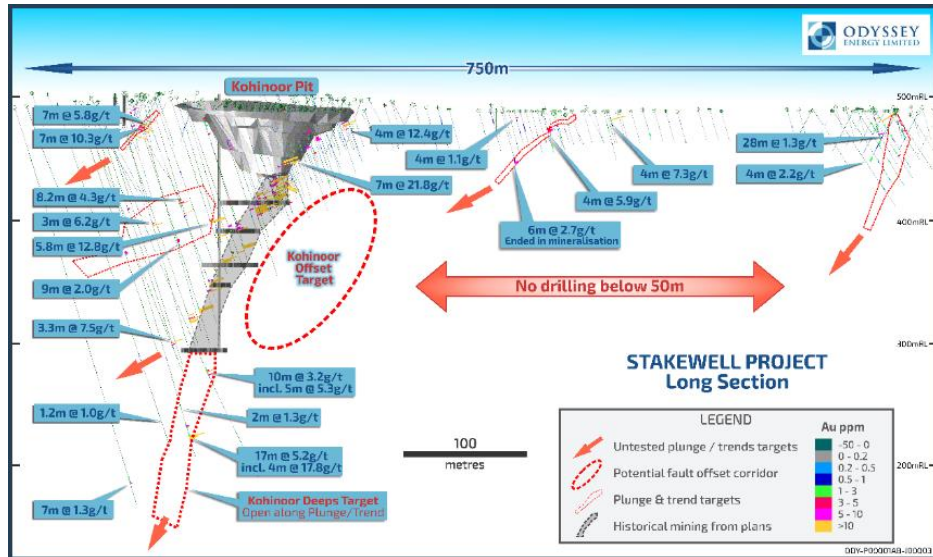 ODYSSEY
ENERGY LIMITED
750m
Kohinoor Pit
500mRL
7m @ 5.8g/t
7m @ 10.3g/t
4m @ 12.4g/t
4m @ 1.1g/t
28m @ 1.3g/t
4m @ 7.3g/t
4m @ 2.2g/t
7m @ 21.8g/t
8.2m @ 4.3g/t
4m @ 5.9g/t
3m @ 6.2g/t
400mRL
6m @ 2.7g/t
Ended in mineralisation
5.8m @ 12.8g/t
Kohinoor
Offset
Target
9m @ 2.0g/t
No drilling below 50m
3.3m @ 7.5g/t
300mRL
STAKEWELL PROJECT
Long Section
10m @ 3.2g/t
incl. 5m @ 5.3g/t
1.2m @ 1.0g/t
2m @ 1.3g/t
17m @ 5.2g/t
incl. 4m @ 17.8g/t
100
metres
200mRL
Kohinoor Deeps Target
Open along Plunge/Trend
7m @ 1.3g/t
LEGEND
Untested plunge / trends targets
Potential fault offset corridor
Plunge & trend targets
Historical mining from plans
Au ppm
-50 - 0
0 - 0.2
0.2 - 0.5
0.5 - 1
1 - 3
3 - 5
5 - 10
>10
ODY-P00001AB-J00003